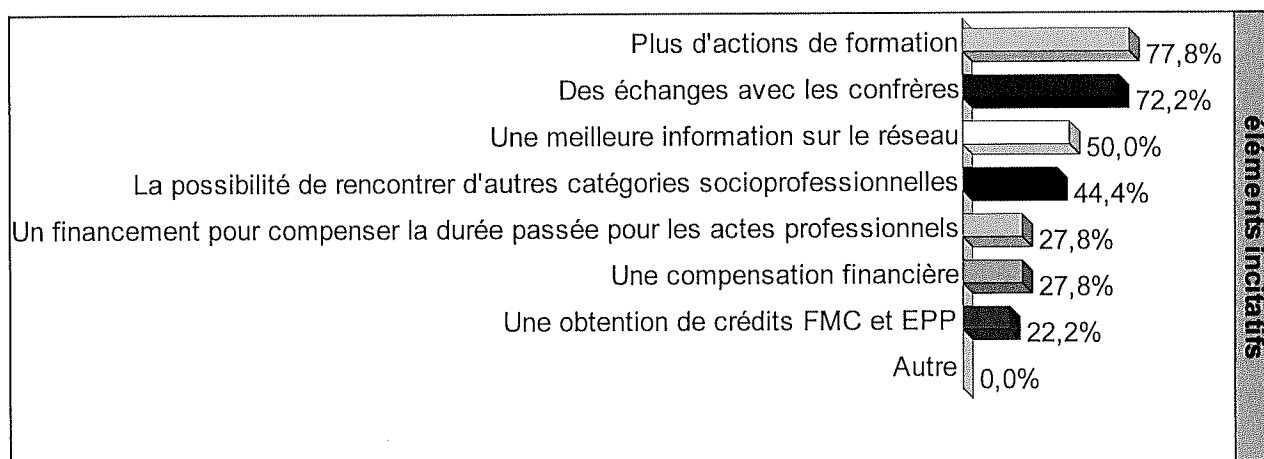 Plus d'actions de formation 77,8%
Des échanges avec les confrères 72,2%
Une meilleure information sur le réseau 50,0%
La possibilité de rencontrer d'autres catégories socioprofessionnelles 44,4%
Un financement pour compenser la durée passée pour les actes professionnels 27,8%
Une compensation financière 27,8%
Une obtention de crédits FMC et EPP 22,2%
Autre 0,0%
éléments incitatifs